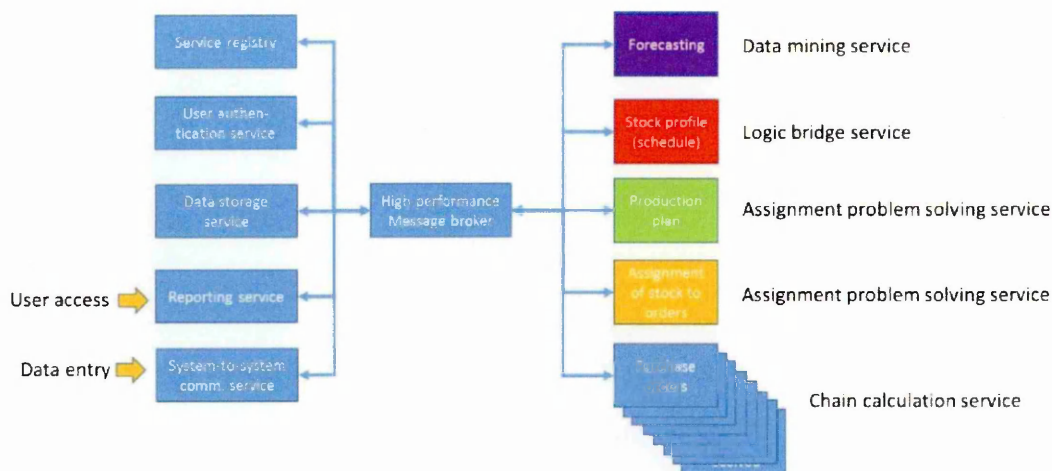 Service registry
User authen-
tication service
Data storage
service
User access
Reporting service
Data entry
System-to-system
comm. service
High performance
Message broker
Forecasting
Data mining service
Stock profile
(schedule)
Logic bridge service
Production
plan
Assignment problem solving service
Assignment
of stock to
orders
Assignment problem solving service
Purchase
Chain calculation service